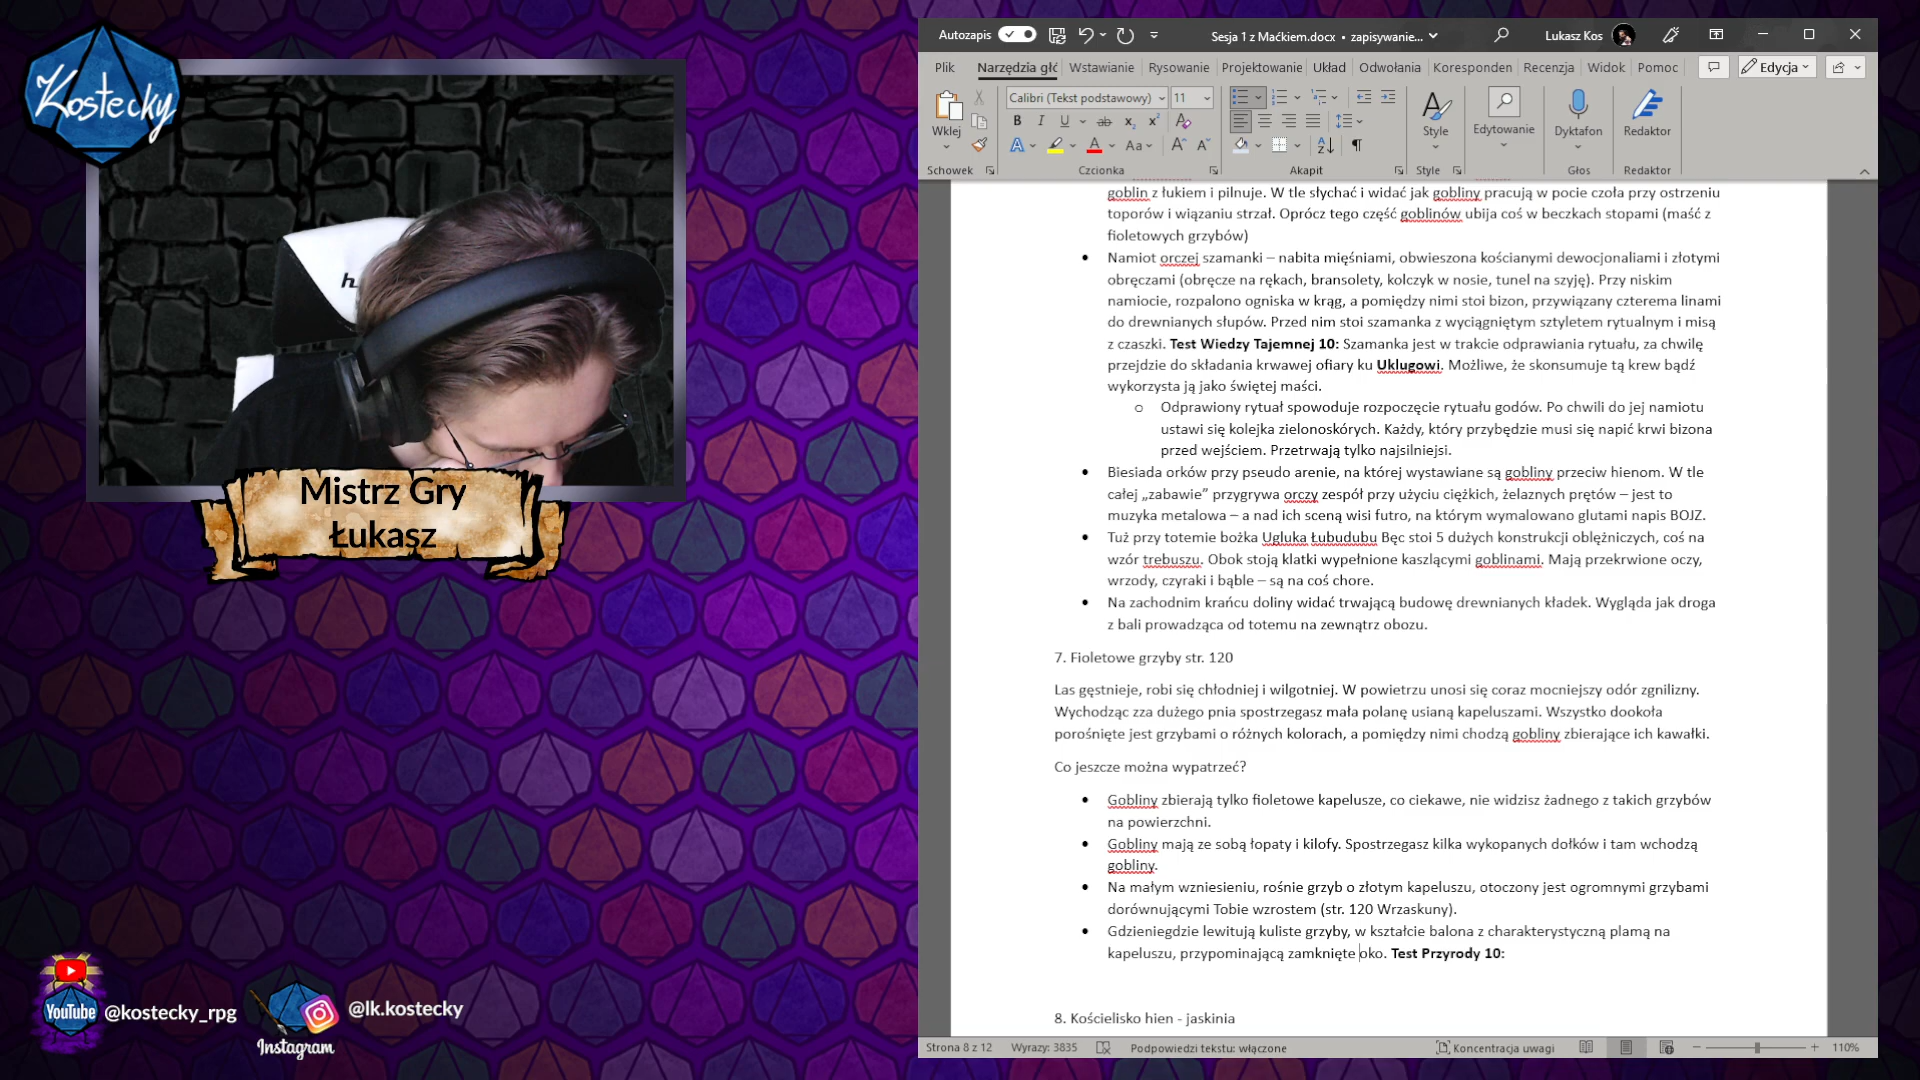 Kostecky
h
Mistrz Gry
Łukasz
YouTube
@kostecky_rpg
@lk.kostecky
Instagram
Autozapis
Sesja 1 z Maćkiem.docx • zapisywanie...
Lukasz Kos
Plik Narzędzia głć Wstawianie Rysowanie Projektowanie Układ Odwołania Koresponden Recenzja Widok Pomoc Edycja
Calibri (Tekst podstawowy) 11
Wklej
B I U ab x₂ x²
A A Aa A A
Style
Edytowanie
Dyktafon
Redaktor
Schowek Czcionka Akapit Style Głos Redaktor
goblin z łukiem i pilnuje. W tle słychać i widać jak gobliny pracują w pocie czoła przy ostrzeniu
toporów i wiązaniu strzał. Oprócz tego część goblinów ubija coś w beczkach stopami (maść z
fioletowych grzybów)
• Namiot orczej szamanki – nabita mięśniami, obwieszona kościanymi dewocjonaliami i złotymi
obręczami (obręcze na rękach, bransolety, kolczyk w nosie, tunel na szyję). Przy niskim
namiocie, rozpalono ogniska w krąg, a pomiędzy nimi stoi bizon, przywiązany czterema linami
do drewnianych słupów. Przed nim stoi szamanka z wyciągniętym sztyletem rytualnym i misą
z czaszki. Test Wiedzy Tajemnej 10: Szamanka jest w trakcie odprawiania rytuału, za chwilę
przejdzie do składania krwawej ofiary ku Uklugowi. Możliwe, że skonsumuje tą krew bądź
wykorzysta ją jako świętej maści.
o Odprawiony rytuał spowoduje rozpoczęcie rytuału godów. Po chwili do jej namiotu
ustawi się kolejka zielonoskórych. Każdy, który przybędzie musi się napić krwi bizona
przed wejściem. Przetrwają tylko najsilniejsi.
• Biesiada orków przy pseudo arenie, na której wystawiane są gobliny przeciw hienom. W tle
całej „zabawie” przygrywa orczy zespół przy użyciu ciężkich, żelaznych prętów – jest to
muzyka metalowa – a nad ich sceną wisi futro, na którym wymalowano glutami napis BOJZ.
• Tuż przy totemie bożka Ugluka Łubudubu Bęc stoi 5 dużych konstrukcji oblężniczych, coś na
wzór trebuszu. Obok stoją klatki wypełnione kaszlącymi goblinami. Mają przekrwione oczy,
wrzody, czyraki i bąble – są na coś chore.
• Na zachodnim krańcu doliny widać trwającą budowę drewnianych kładek. Wygląda jak droga
z bali prowadząca od totemu na zewnątrz obozu.
7. Fioletowe grzyby str. 120
Las gęstnieje, robi się chłodniej i wilgotniej. W powietrzu unosi się coraz mocniejszy odór zgnilizny.
Wychodząc zza dużego pnia spostrzegasz mała polanę usianą kapeluszami. Wszystko dookoła
porośnięte jest grzybami o różnych kolorach, a pomiędzy nimi chodzą gobliny zbierające ich kawałki.
Co jeszcze można wypatrzeć?
• Gobliny zbierają tylko fioletowe kapelusze, co ciekawe, nie widzisz żadnego z takich grzybów
na powierzchni.
• Gobliny mają ze sobą łopaty i kilofy. Spostrzegasz kilka wykopanych dołków i tam wchodzą
gobliny.
• Na małym wzniesieniu, rośnie grzyb o złotym kapeluszu, otoczony jest ogromnymi grzybami
dorównującymi Tobie wzrostem (str. 120 Wrzaskuny).
• Gdzieniegdzie lewitują kuliste grzyby, w kształcie balona z charakterystyczną plamą na
kapeluszu, przypominającą zamknięte oko. Test Przyrody 10:
8. Kościelisko hien - jaskinia
Strona 8 z 12 Wyrazy: 3835 Podpowiedzi tekstu: włączone Koncentracja uwagi 110%